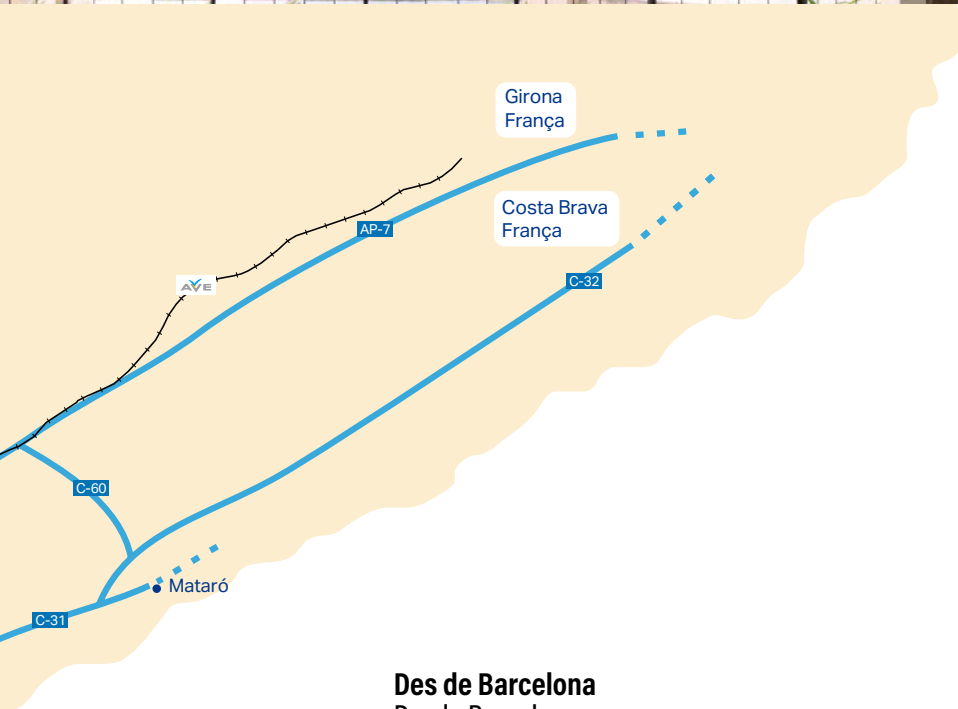 Girona
França
AP-7
Costa Brava
França
C-32
AVE
C-60
Mataró
C-31
Des de Barcelona